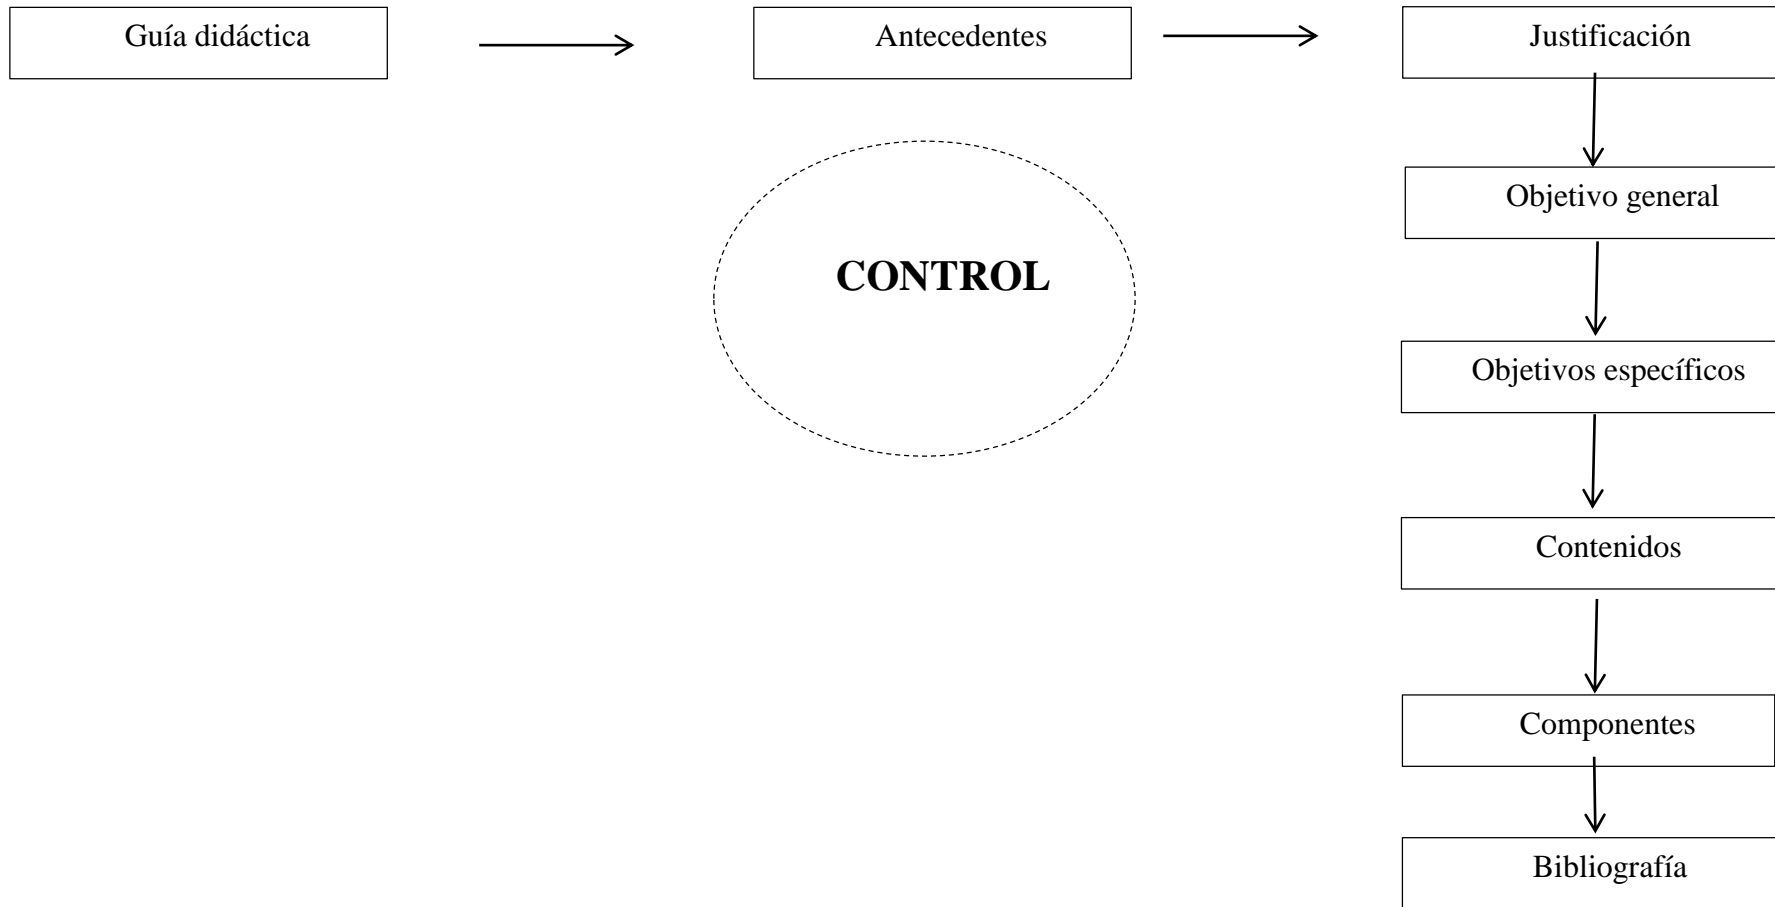 Guía didáctica
Antecedentes
Justificación
CONTROL
Objetivo general
Objetivos específicos
Contenidos
Componentes
Bibliografía